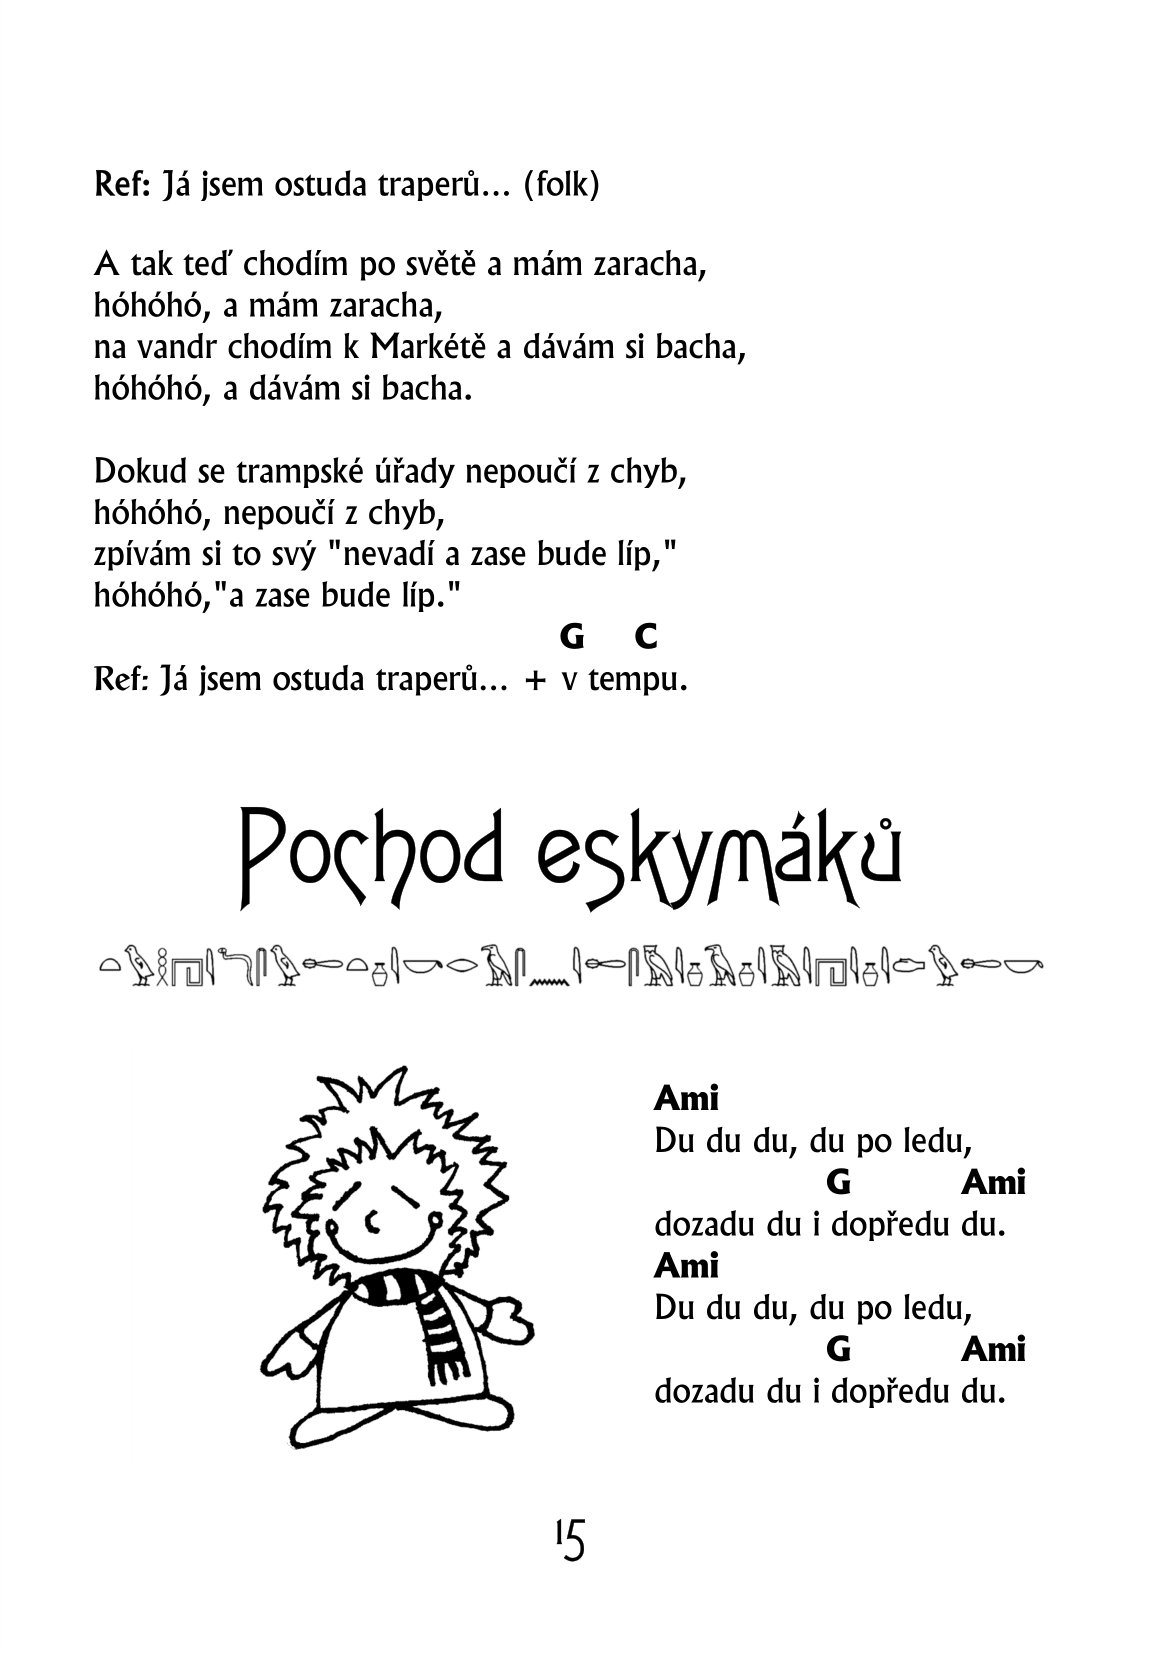 Ref: Já jsem ostuda traperů... (folk)
A tak teď chodím po světě a mám zaracha,
hóhóhó, a mám zaracha,
na vandr chodím k Markétě a dávám si bacha,
hóhóhó, a dávám si bacha.
Dokud se trampské úřady nepoučí z chyb,
hóhóhó, nepoučí z chyb,
zpívám si to svý "nevadí a zase bude líp,"
hóhóhó,"a zase bude líp."
G C
Ref: Já jsem ostuda traperů... + v tempu.
Pochod eskymáků
Ami
Du du du, du po ledu,
G Ami
dozadu du i dopředu du.
Ami
Du du du, du po ledu,
G Ami
dozadu du i dopředu du.
15